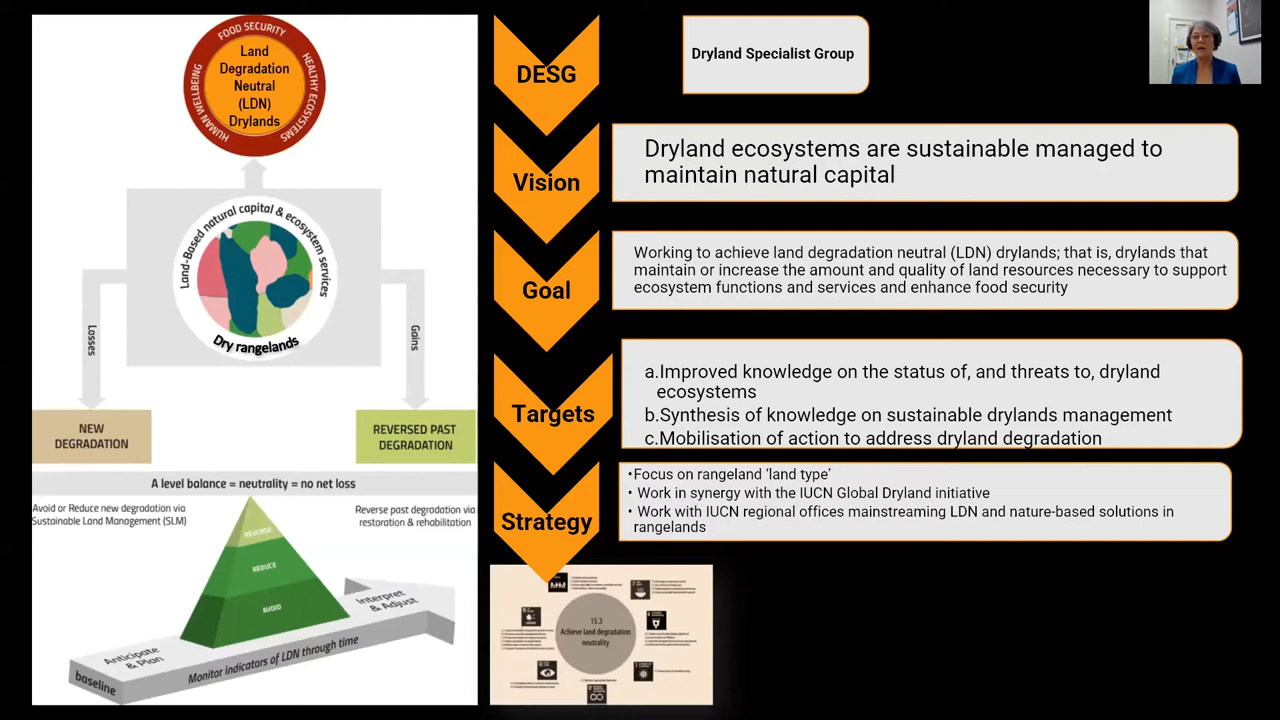 FOOD SECURITY
HUMAN WELLBEING
HEALTHY ECOSYSTEMS
Land
Degradation
Neutral
(LDN)
Drylands
Land-Based natural capital & ecosystem services
Dry rangelands
Losses
Gains
NEW
DEGRADATION
REVERSED PAST
DEGRADATION
A level balance = neutrality = no net loss
Avoid or Reduce new degradation via
Sustainable Land Management (SLM)
Reverse past degradation via
restoration & rehabilitation
REVERSE
REDUCE
AVOID
Anticipate
& Plan
Interpret
& Adjust
Monitor indicators of LDN through time
baseline
DESG
Dryland Specialist Group
Vision
Dryland ecosystems are sustainable managed to
maintain natural capital
Goal
Working to achieve land degradation neutral (LDN) drylands; that is, drylands that
maintain or increase the amount and quality of land resources necessary to support
ecosystem functions and services and enhance food security
Targets
a.Improved knowledge on the status of, and threats to, dryland
ecosystems
b.Synthesis of knowledge on sustainable drylands management
c.Mobilisation of action to address dryland degradation
Strategy
•Focus on rangeland ‘land type’
• Work in synergy with the IUCN Global Dryland initiative
• Work with IUCN regional offices mainstreaming LDN and nature-based solutions in
rangelands
15.3
Achieve land degradation
neutrality